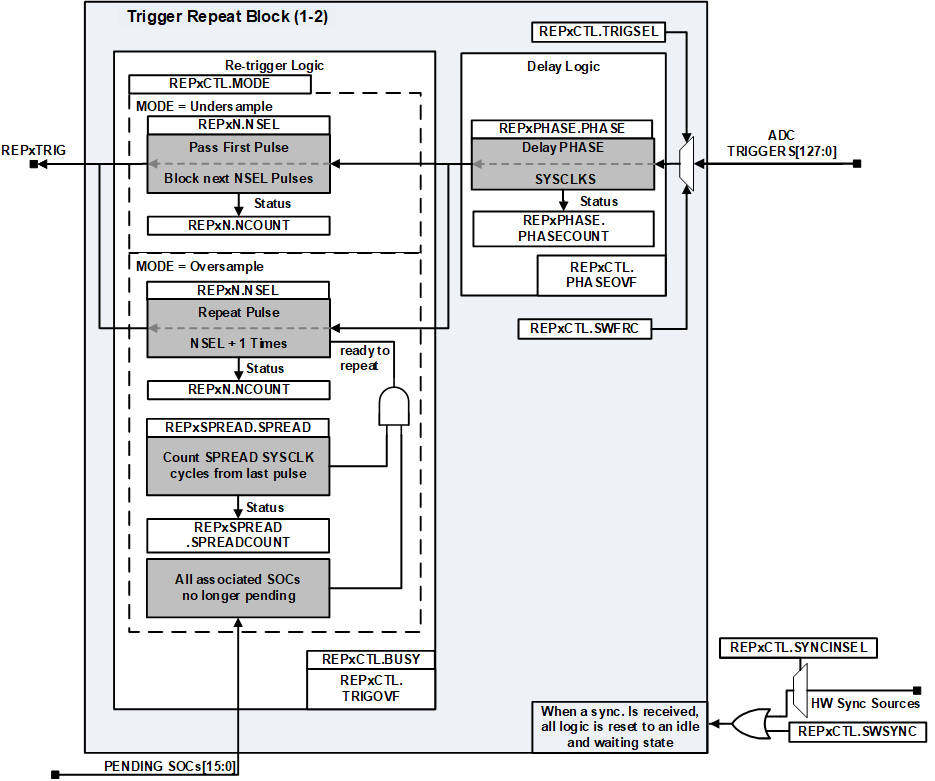 Trigger Repeat Block (1-2)
REPxCTL.TRIGSEL
Re-trigger Logic
REPxCTL.MODE
MODE = Undersample
REPxN.NSEL
Pass First Pulse
Block next NSEL Pulses
Status
REPxN.NCOUNT
REPxTRIG
Delay Logic
REPxPHASE.PHASE
Delay PHASE
SYSCLKS
Status
REPxPHASE.
PHASECOUNT
REPxCTL.
PHASEOVF
ADC
TRIGGERS[127:0]
REPxCTL.SWFRC
MODE = Oversample
REPxN.NSEL
Repeat Pulse
NSEL + 1 Times
ready to
repeat
Status
REPxN.NCOUNT
REPxSPREAD.SPREAD
Count SPREAD SYSCLK
cycles from last pulse
Status
REPxSPREAD
.SPREADCOUNT
All associated SOCs
no longer pending
REPxCTL.BUSY
REPxCTL.
TRIGOVF
REPxCTL.SYNCINSEL
HW Sync Sources
REPxCTL.SWSYNC
When a sync. Is received,
all logic is reset to an idle
and waiting state
PENDING SOCs[15:0]